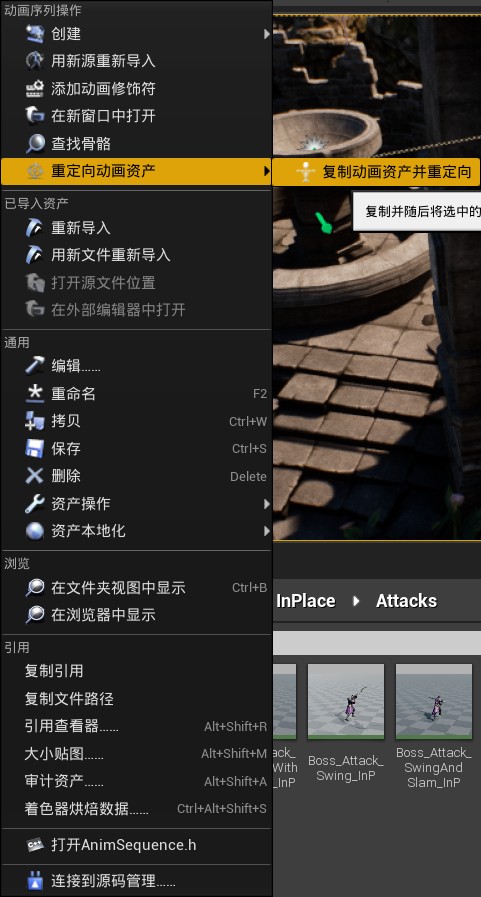 动画序列操作
创建
用新源重新导入
添加动画修饰符
在新窗口中打开
查找骨骼
重定向动画资产
复制动画资产并重定向
复制并随后将选中的
已导入资产
重新导入
用新文件重新导入
打开源文件位置
在外部编辑器中打开
通用
编辑......
重命名 F2
拷贝 Ctrl+W
保存 Ctrl+S
删除 Delete
资产操作
资产本地化
浏览
在文件夹视图中显示 Ctrl+B
在浏览器中显示
引用
复制引用
复制文件路径
引用查看器...... Alt+Shift+R
大小贴图...... Alt+Shift+M
审计资产...... Alt+Shift+A
着色器烘焙数据...... Ctrl+Alt+Shift+S
打开AnimSequence.h
连接到源码管理......
InPlace Attacks
ack_
With
_InP
Boss_Attack_
Swing_InP
Boss_Attack_
SwingAnd
Slam_InP